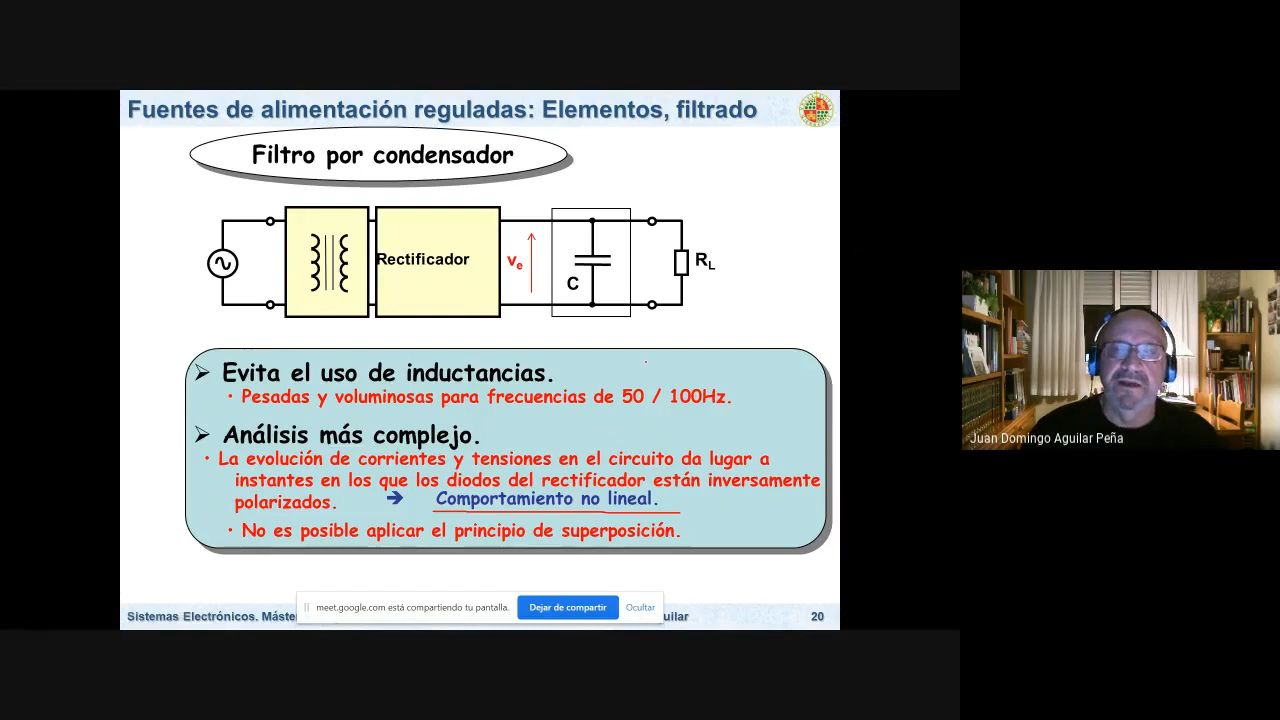 Fuentes de alimentación reguladas: Elementos, filtrado
Filtro por condensador
Rectificador
ve
C
RL
Evita el uso de inductancias.
• Pesadas y voluminosas para frecuencias de 50 / 100Hz.
Análisis más complejo.
• La evolución de corrientes y tensiones en el circuito da lugar a
instantes en los que los diodos del rectificador están inversamente
polarizados. → Comportamiento no lineal.
• No es posible aplicar el principio de superposición.
meet.google.com está compartiendo tu pantalla. Dejar de compartir Ocultar
Sistemas Electrónicos. 20
Juan Domingo Aguilar Peña